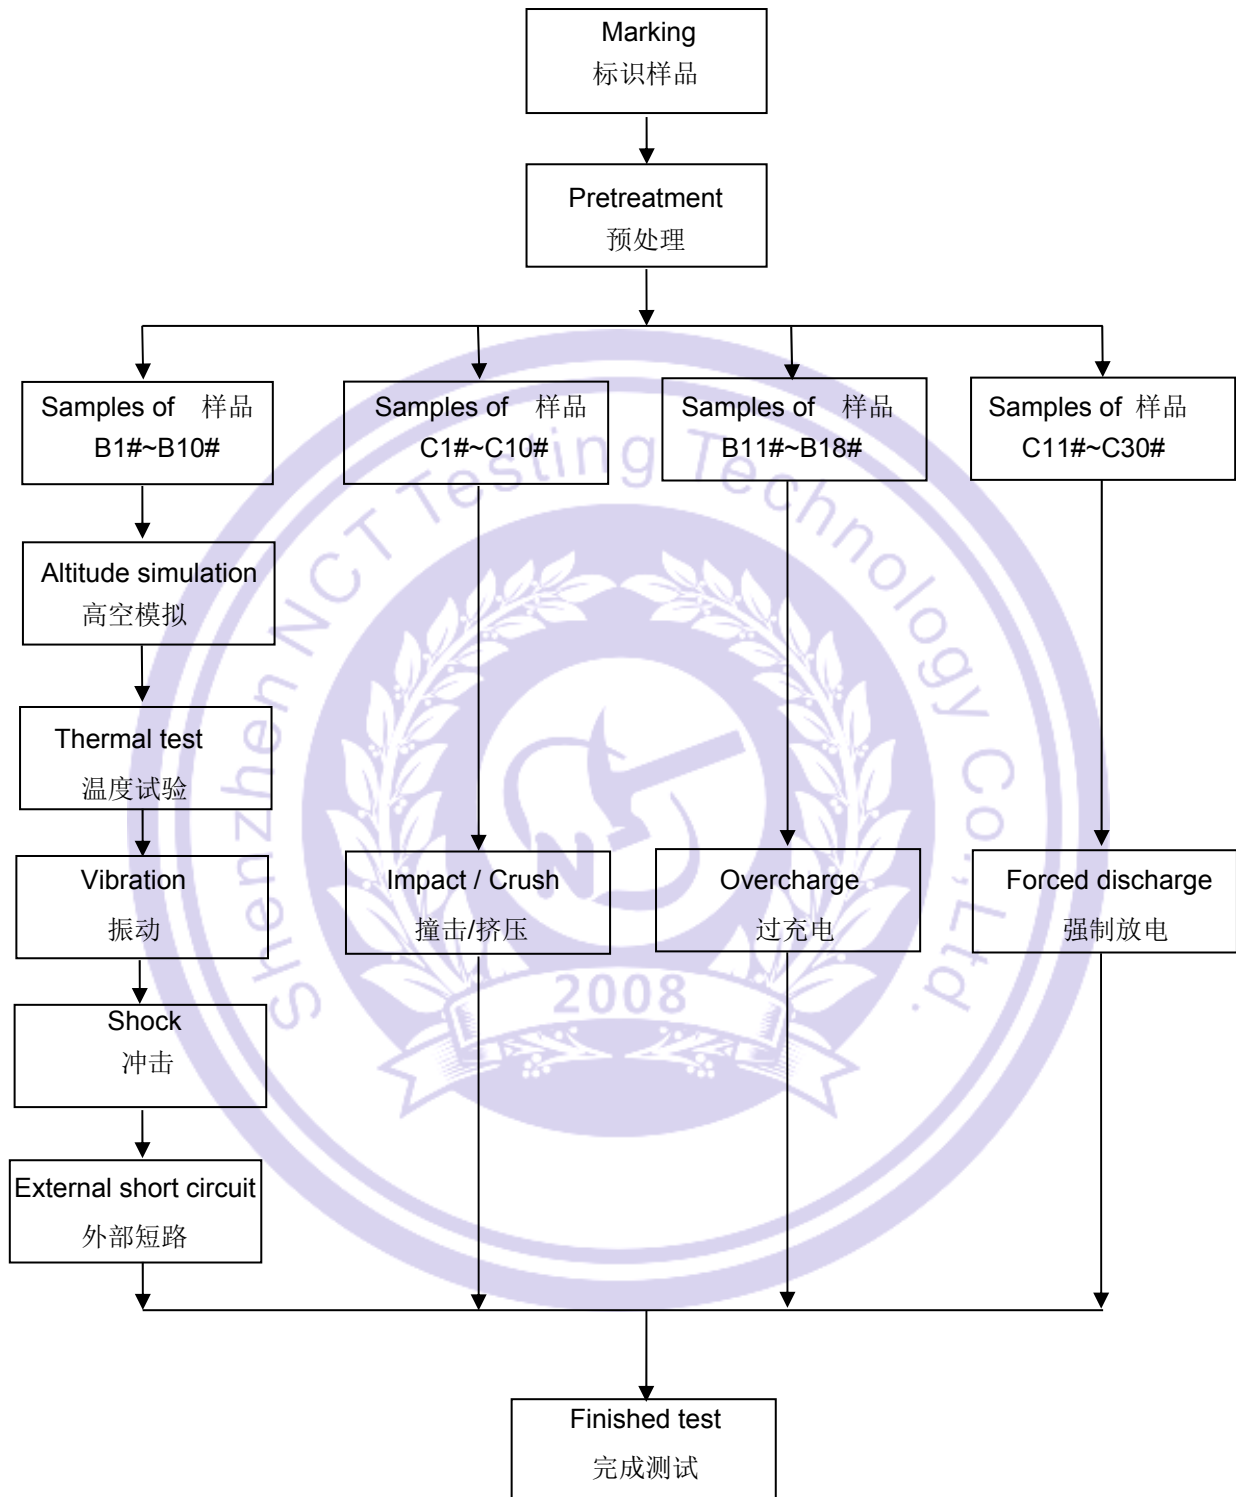 Marking
标识样品
Pretreatment
预处理
Samples of 样品
B1#~B10#
Samples of 样品
C1#~C10#
Samples of 样品
B11#~B18#
Samples of 样品
C11#~C30#
Altitude simulation
高空模拟
Thermal test
温度试验
Vibration
振动
Impact / Crush
撞击/挤压
Overcharge
过充电
Forced discharge
强制放电
Shock
冲击
External short circuit
外部短路
Finished test
完成测试
Shenzhen NCT Testing Technology Co.,Ltd.
N
2008